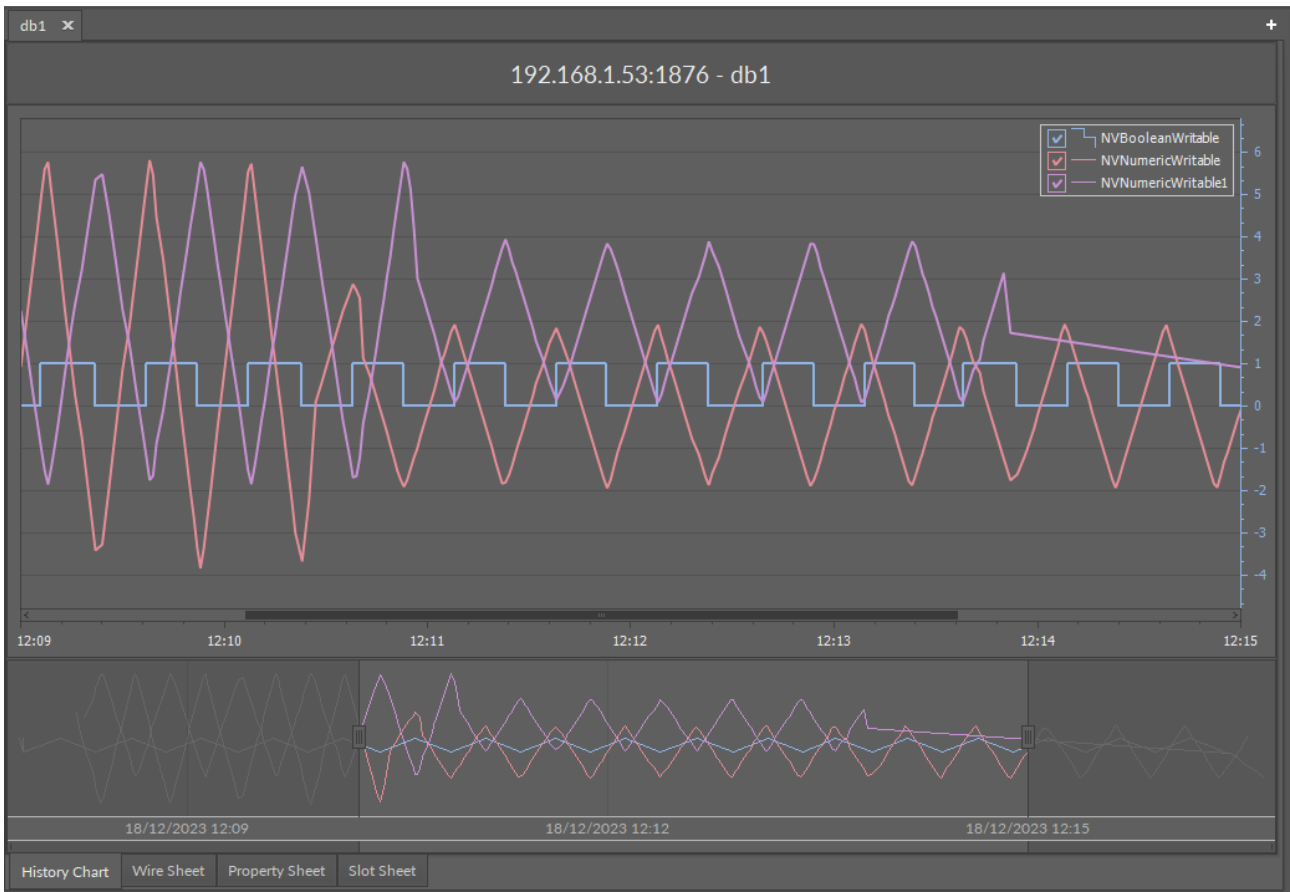 db1 ×
+
192.168.1.53:1876 - db1
NVBooleanWritable
NVNumericWritable
NVNumericWritable1
6
5
4
3
2
1
0
-1
-2
-3
-4
12:09 12:10 12:11 12:12 12:13 12:14 12:15
18/12/2023 12:09 18/12/2023 12:12 18/12/2023 12:15
History Chart Wire Sheet Property Sheet Slot Sheet